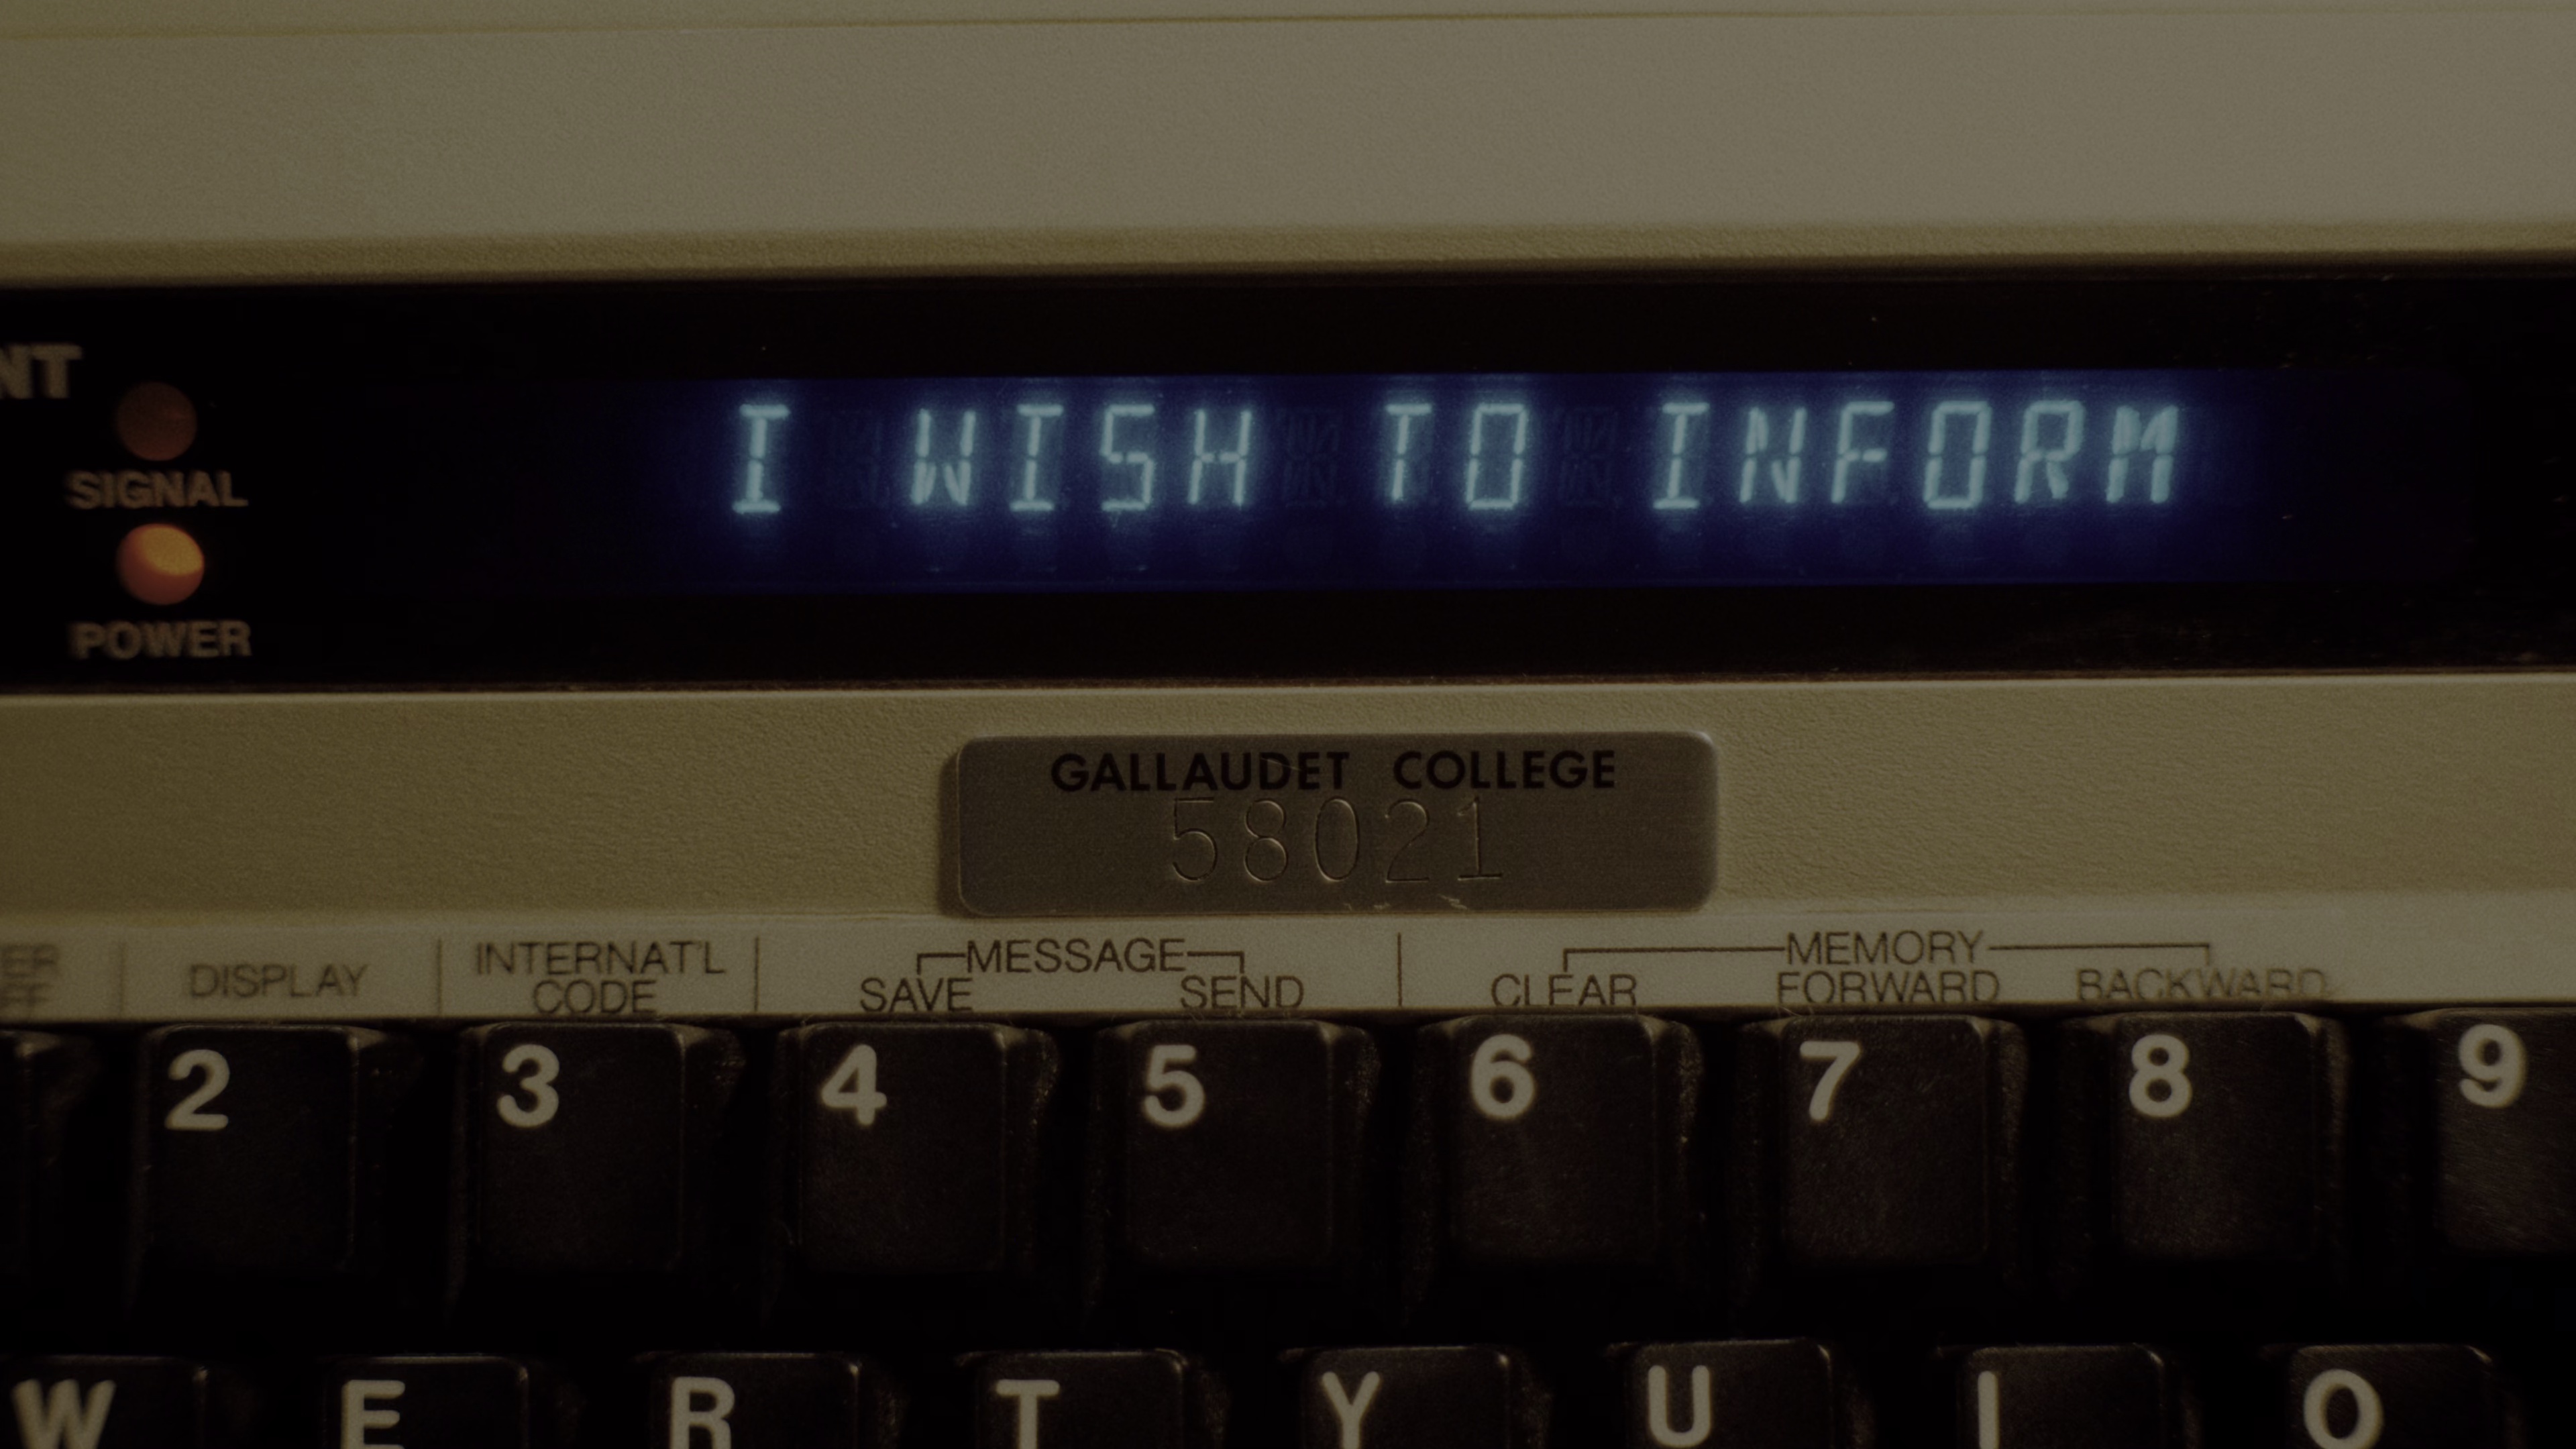 NT
SIGNAL
POWER
I WISH TO INFORM
GALLAUDET COLLEGE
58021
DISPLAY
INTERNAT'L
CODE
MESSAGE
SAVE SEND
MEMORY
CLEAR FORWARD BACKWARD
2 3 4 5 6 7 8 9
W E R T Y U I O